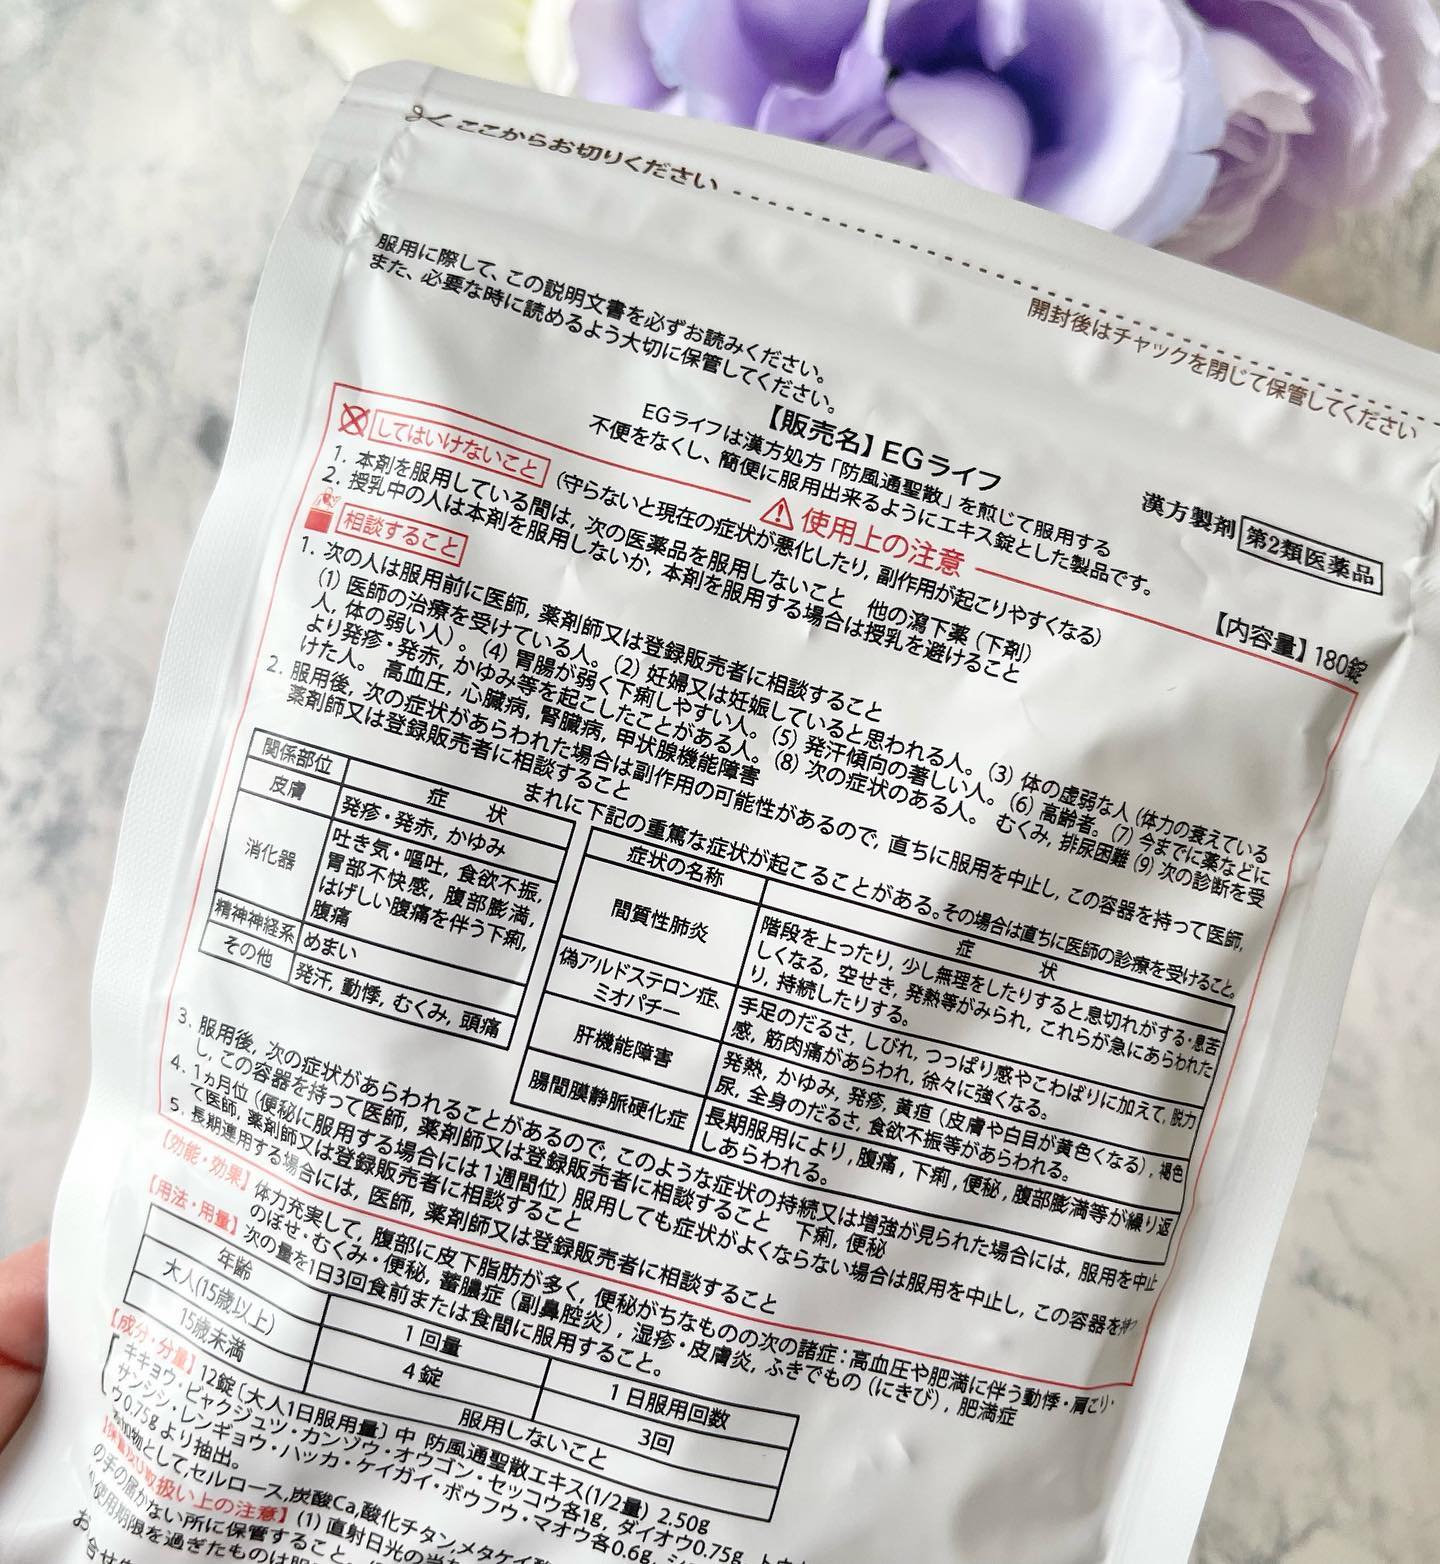 ここからお切りください
開封後はチャックを閉じて保管してください
服用に際して、この説明文書を必ずお読みください。
また、必要な時に読めるよう大切に保管してください。
【販売名】EGライフ
漢方製剤 第2類医薬品
EGライフは漢方処方「防風通聖散」を煎じて服用する
不便をなくし、簡便に服用出来るようにエキス錠とした製品です。
【内容量】180錠
使用上の注意
してはいけないこと (守らないと現在の症状が悪化したり, 副作用が起こりやすくなる)
1. 本剤を服用している間は, 次の医薬品を服用しないこと 他の瀉下薬 (下剤)
2. 授乳中の人は本剤を服用しないか, 本剤を服用する場合は授乳を避けること
相談すること
1. 次の人は服用前に医師, 薬剤師又は登録販売者に相談すること
(1) 医師の治療を受けている人。(2) 妊婦又は妊娠していると思われる人。(3) 体の虚弱な人 (体力の衰えている
人, 体の弱い人)。(4) 胃腸が弱く下痢しやすい人。(5) 発汗傾向の著しい人。(6) 高齢者。(7) 今までに薬などに
より発疹・発赤, かゆみ等を起こしたことがある人。(8) 次の症状のある人。 むくみ, 排尿困難 (9) 次の診断を受
けた人。 高血圧, 心臓病, 腎臓病, 甲状腺機能障害
2. 服用後, 次の症状があらわれた場合は副作用の可能性があるので, 直ちに服用を中止し, この容器を持って医師,
薬剤師又は登録販売者に相談すること
関係部位 症状
皮膚 発疹・発赤, かゆみ
消化器 吐き気・嘔吐, 食欲不振,
胃部不快感, 腹部膨満,
はげしい腹痛を伴う下痢,
腹痛
精神神経系 めまい
その他 発汗, 動悸, むくみ, 頭痛
まれに下記の重篤な症状が起こることがある。その場合は直ちに医師の診療を受けること。
症状の名称 症状
間質性肺炎 階段を上ったり, 少し無理をしたりすると息切れがする・息苦
しくなる, 空せき, 発熱等がみられ, これらが急にあらわれた
り, 持続したりする。
偽アルドステロン症、
ミオパチー
手足のだるさ, しびれ, つっぱり感やこわばりに加えて, 脱力
感, 筋肉痛があらわれ, 徐々に強くなる。
肝機能障害 発熱, かゆみ, 発疹, 黄疸 (皮膚や白目が黄色くなる), 褐色
尿, 全身のだるさ, 食欲不振等があらわれる。
腸間膜静脈硬化症 長期服用により, 腹痛, 下痢, 便秘, 腹部膨満等が繰り返
しあらわれる。
3. 服用後, 次の症状があらわれることがあるので, このような症状の持続又は増強が見られた場合には, 服用を中止
し, この容器を持って医師, 薬剤師又は登録販売者に相談すること 下痢, 便秘
4. 1ヵ月位 (便秘に服用する場合には1週間位) 服用しても症状がよくならない場合は服用を中止し, この容器を持っ
て医師, 薬剤師又は登録販売者に相談すること
5. 長期連用する場合には, 医師, 薬剤師又は登録販売者に相談すること
【効能・効果】 体力充実して, 腹部に皮下脂肪が多く, 便秘がちなものの次の諸症:高血圧や肥満に伴う動悸・肩こり・
のぼせ・むくみ・便秘, 蓄膿症 (副鼻腔炎), 湿疹・皮膚炎, ふきでもの (にきび), 肥満症
【用法・用量】 次の量を1日3回食前または食間に服用すること。
年齢 1回量 1日服用回数
大人(15歳以上) 4錠 3回
15歳未満 服用しないこと
【成分・分量】 12錠〔大人1日服用量〕中 防風通聖散エキス(1/2量) 2.50g
キキョウ・ビャクジュツ・カンゾウ・オウゴン・セッコウ各1g, ダイオウ0.75g,
サンシシ・レンギョウ・ハッカ・ケイガイ・ボウフウ・マオウ各0.6g,
ウ0.75gより抽出。
添加物として, セルロース, 炭酸Ca, 酸化チタン, メタケイ酸
【保管及び取扱い上の注意】 (1) 直射日光の当
の手の届かない所に保管すること。
使用期限を過ぎたものは服
お